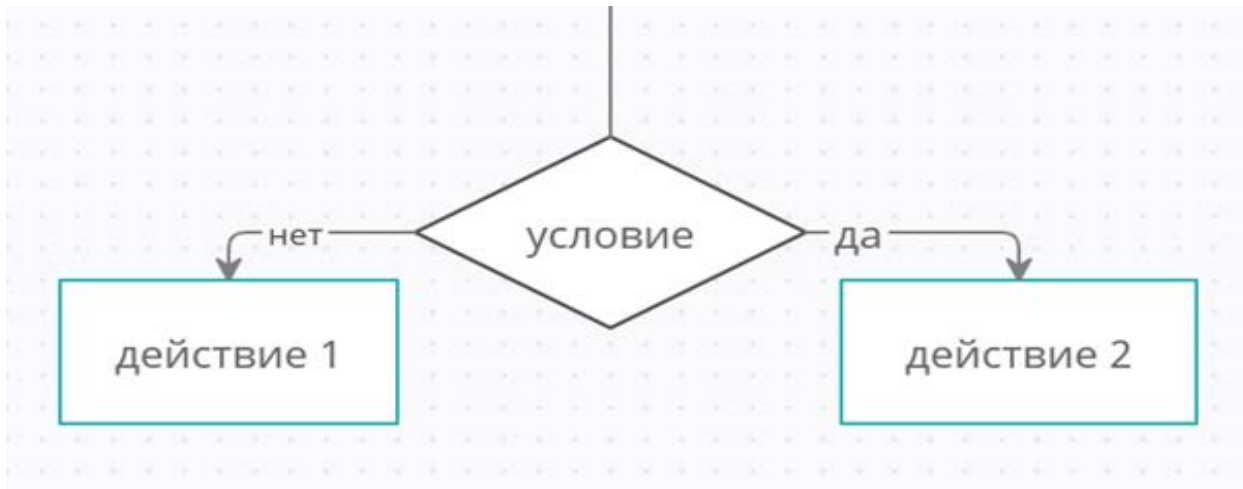 нет
условие
да
действие 1
действие 2